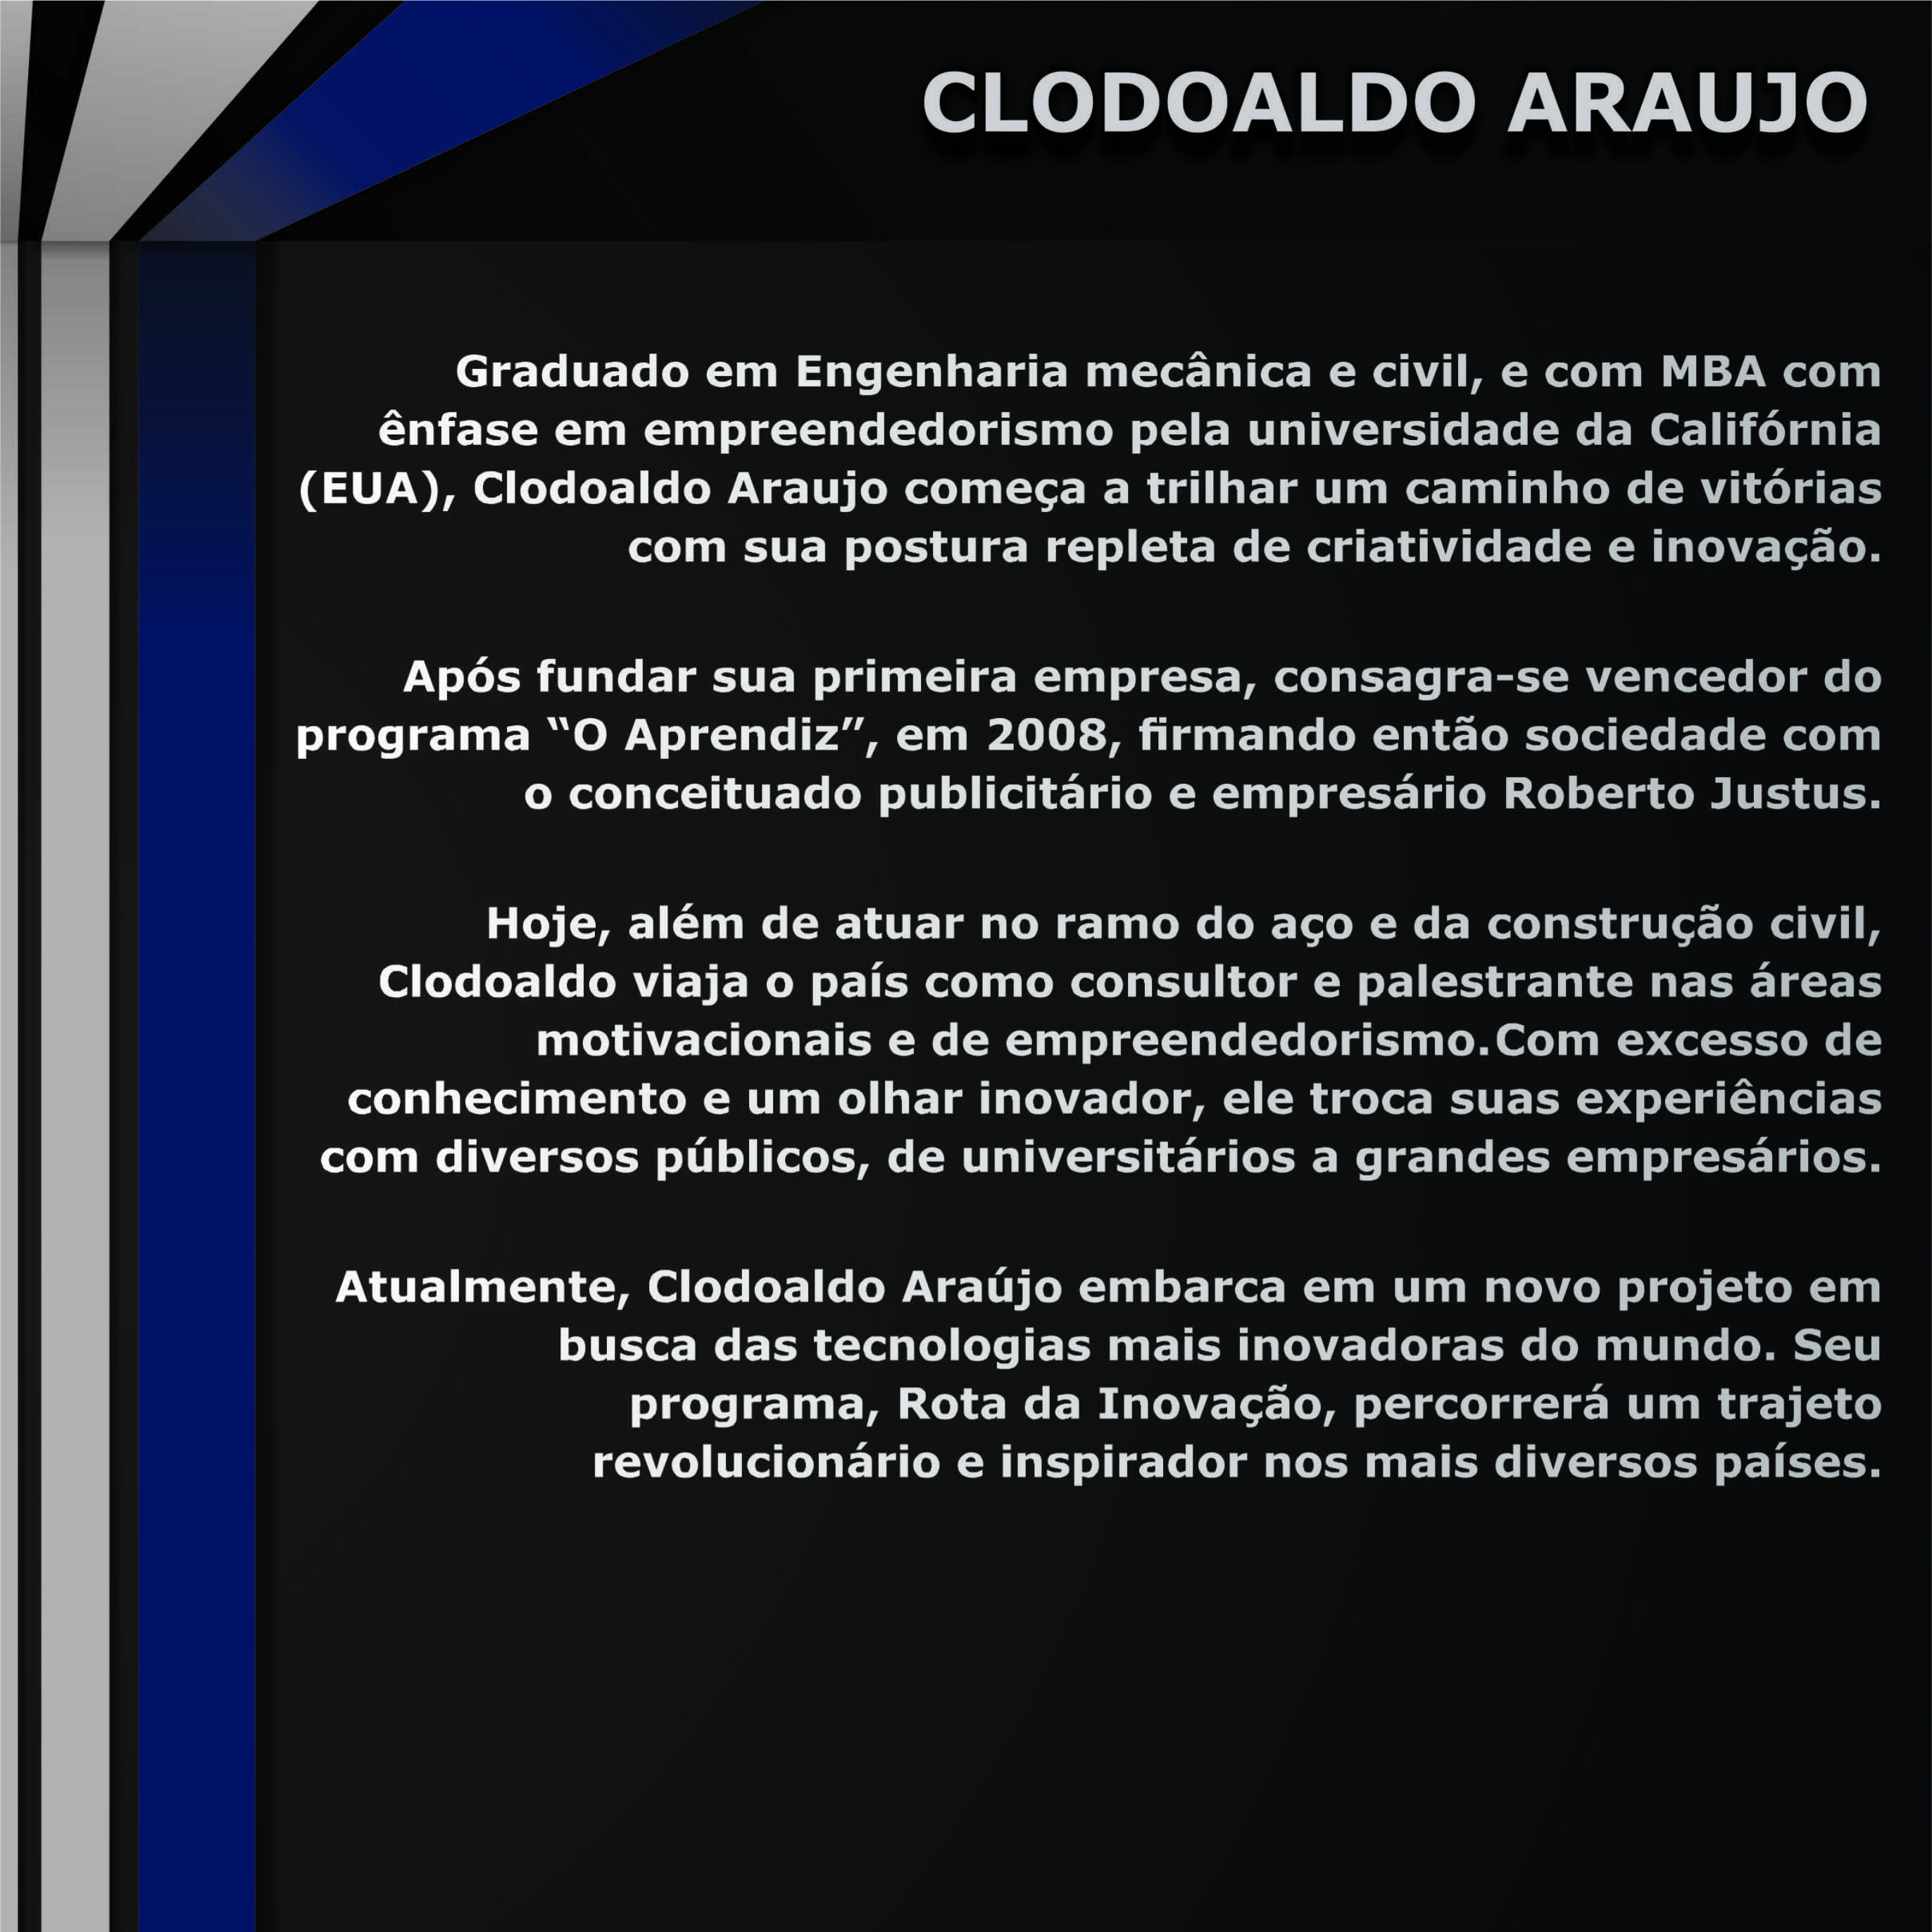 CLODOALDO ARAUJO
Graduado em Engenharia mecânica e civil, e com MBA com
ênfase em empreendedorismo pela universidade da Califórnia
(EUA), Clodoaldo Araujo começa a trilhar um caminho de vitórias
com sua postura repleta de criatividade e inovação.
Após fundar sua primeira empresa, consagra-se vencedor do
programa “O Aprendiz”, em 2008, firmando então sociedade com
o conceituado publicitário e empresário Roberto Justus.
Hoje, além de atuar no ramo do aço e da construção civil,
Clodoaldo viaja o país como consultor e palestrante nas áreas
motivacionais e de empreendedorismo.Com excesso de
conhecimento e um olhar inovador, ele troca suas experiências
com diversos públicos, de universitários a grandes empresários.
Atualmente, Clodoaldo Araújo embarca em um novo projeto em
busca das tecnologias mais inovadoras do mundo. Seu
programa, Rota da Inovação, percorrerá um trajeto
revolucionário e inspirador nos mais diversos países.